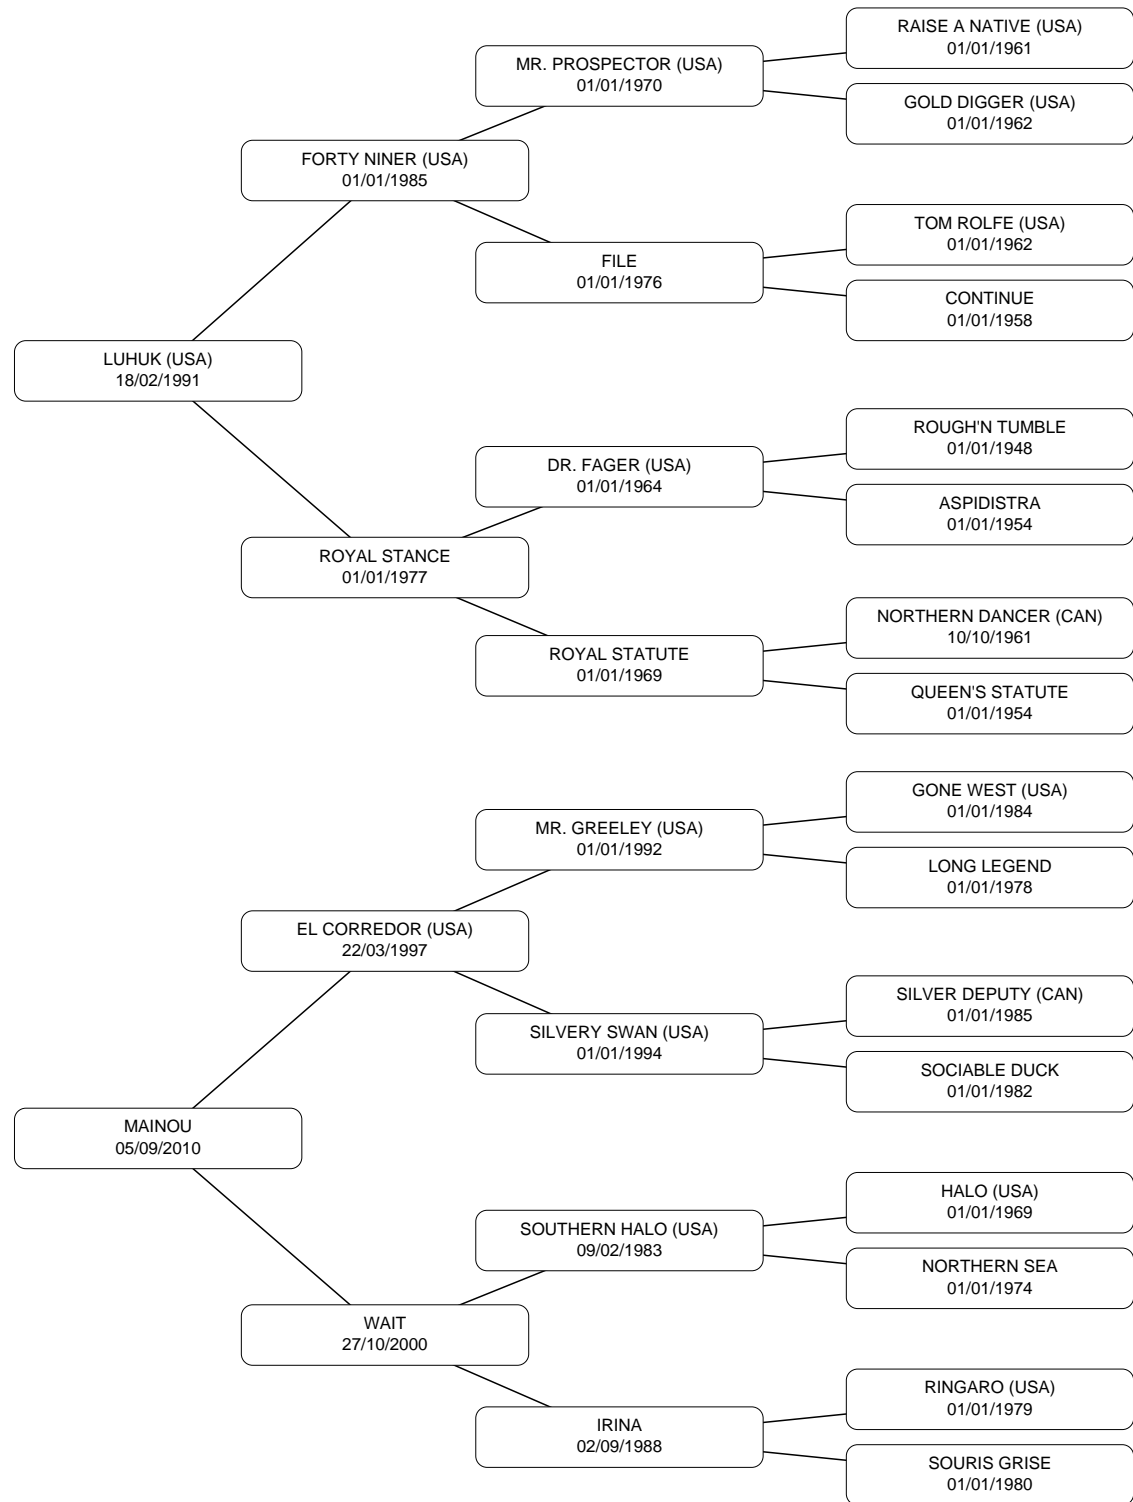 RAISE A NATIVE (USA)
01/01/1961
MR. PROSPECTOR (USA)
01/01/1970
GOLD DIGGER (USA)
01/01/1962
FORTY NINER (USA)
01/01/1985
TOM ROLFE (USA)
01/01/1962
FILE
01/01/1976
CONTINUE
01/01/1958
LUHUK (USA)
18/02/1991
ROUGH'N TUMBLE
01/01/1948
DR. FAGER (USA)
01/01/1964
ASPIDISTRA
01/01/1954
ROYAL STANCE
01/01/1977
NORTHERN DANCER (CAN)
10/10/1961
ROYAL STATUTE
01/01/1969
QUEEN'S STATUTE
01/01/1954
GONE WEST (USA)
01/01/1984
MR. GREELEY (USA)
01/01/1992
LONG LEGEND
01/01/1978
EL CORREDOR (USA)
22/03/1997
SILVER DEPUTY (CAN)
01/01/1985
SILVERY SWAN (USA)
01/01/1994
SOCIABLE DUCK
01/01/1982
MAINOU
05/09/2010
HALO (USA)
01/01/1969
SOUTHERN HALO (USA)
09/02/1983
NORTHERN SEA
01/01/1974
WAIT
27/10/2000
RINGARO (USA)
01/01/1979
IRINA
02/09/1988
SOURIS GRISE
01/01/1980